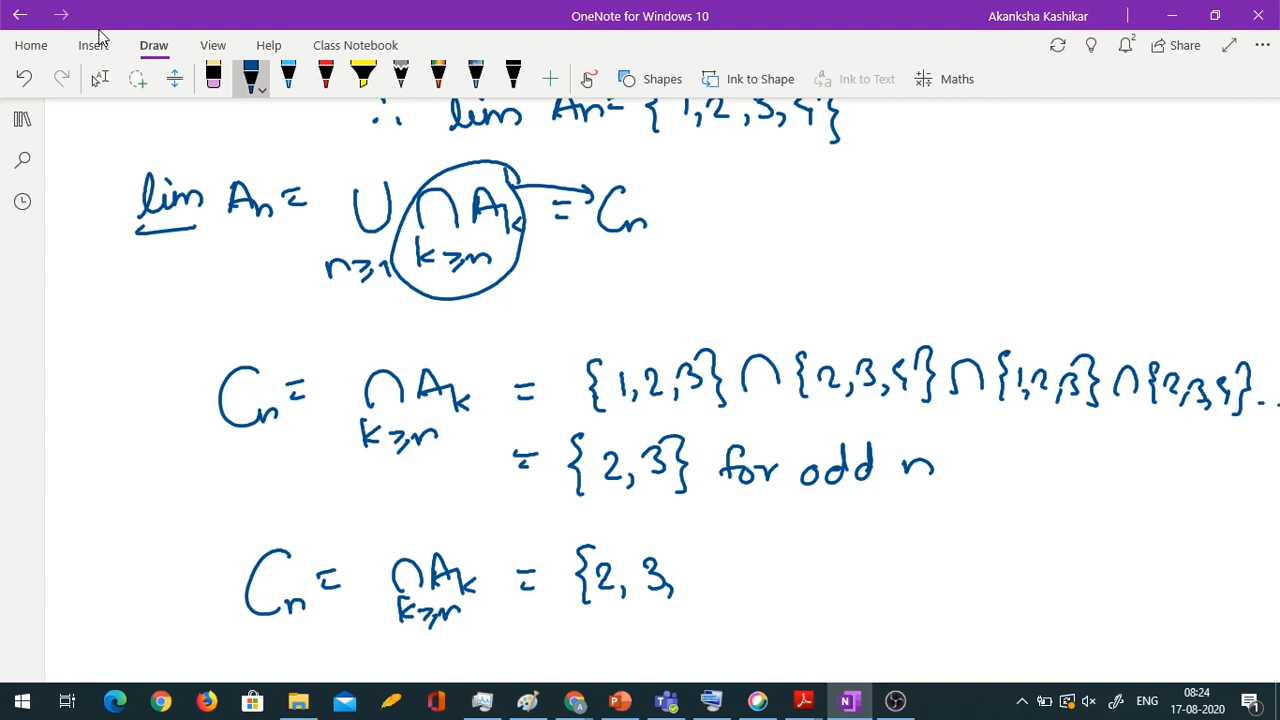 OneNote for Windows 10
Akanksha Kashikar
Home Insert Draw View Help Class Notebook Share
Shapes Ink to Shape Ink to Text Maths
∴ lim An = {1,2,3,4}
lim An = ∪ ∩ Ak = Cn
n≥1 k≥n
Cn = ∩ Ak = {1,2,3} ∩ {2,3,4} ∩ {1,2,3} ∩ {2,3,4}...
k≥n
= {2,3} for odd n
Cn = ∩ Ak = {2, 3,
k≥n
ENG
08:24
17-08-2020